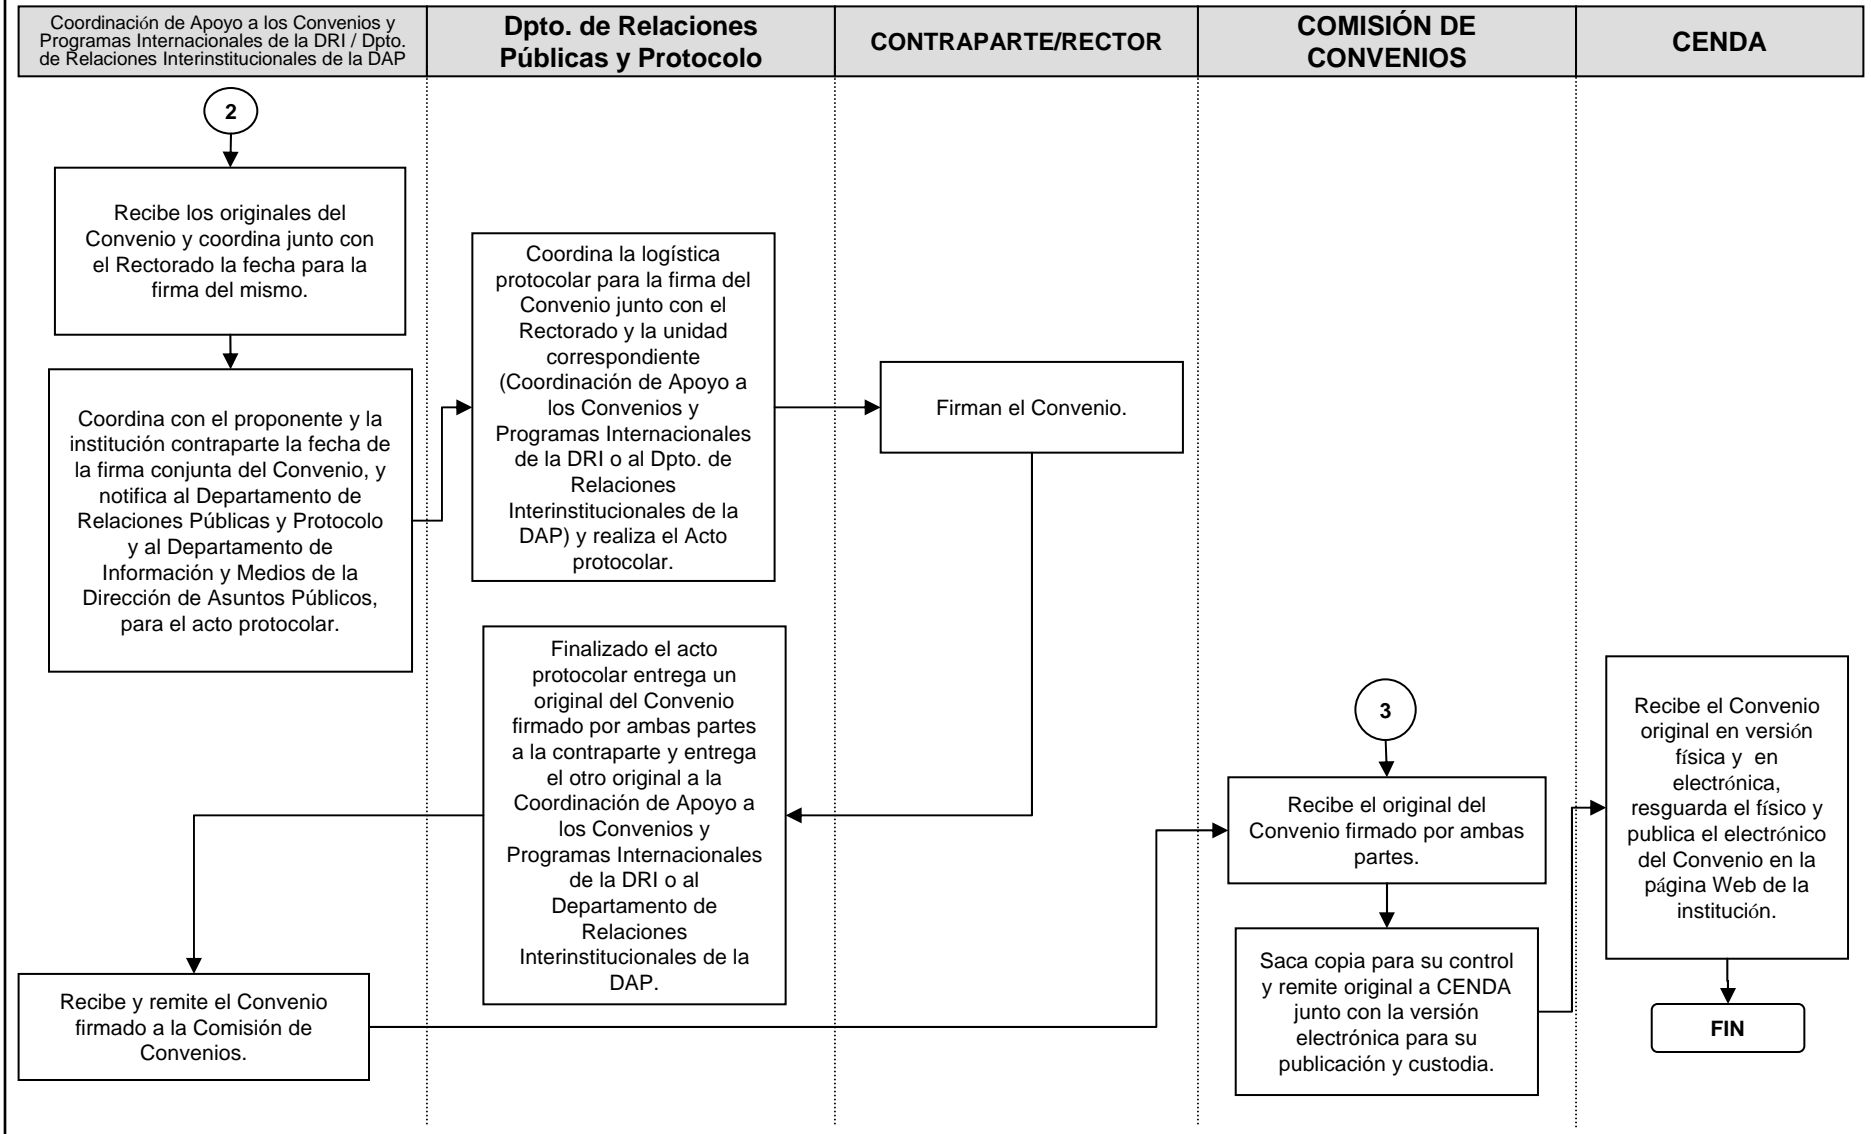 Coordinación de Apoyo a los Convenios y
Programas Internacionales de la DRI / Dpto.
de Relaciones Interinstitucionales de la DAP
Dpto. de Relaciones
Públicas y Protocolo
CONTRAPARTE/RECTOR
COMISIÓN DE
CONVENIOS
CENDA
2
Recibe los originales del
Convenio y coordina junto con
el Rectorado la fecha para la
firma del mismo.
Coordina con el proponente y la
institución contraparte la fecha de
la firma conjunta del Convenio, y
notifica al Departamento de
Relaciones Públicas y Protocolo
y al Departamento de
Información y Medios de la
Dirección de Asuntos Públicos,
para el acto protocolar.
Coordina la logística
protocolar para la firma del
Convenio junto con el
Rectorado y la unidad
correspondiente
(Coordinación de Apoyo a
los Convenios y
Programas Internacionales
de la DRI o al Dpto. de
Relaciones
Interinstitucionales de la
DAP) y realiza el Acto
protocolar.
Firman el Convenio.
Finalizado el acto
protocolar entrega un
original del Convenio
firmado por ambas partes
a la contraparte y entrega
el otro original a la
Coordinación de Apoyo a
los Convenios y
Programas Internacionales
de la DRI o al
Departamento de
Relaciones
Interinstitucionales de la
DAP.
Recibe y remite el Convenio
firmado a la Comisión de
Convenios.
3
Recibe el original del
Convenio firmado por ambas
partes.
Saca copia para su control
y remite original a CENDA
junto con la versión
electrónica para su
publicación y custodia.
Recibe el Convenio
original en versión
física y en
electrónica,
resguarda el físico y
publica el electrónico
del Convenio en la
página Web de la
institución.
FIN